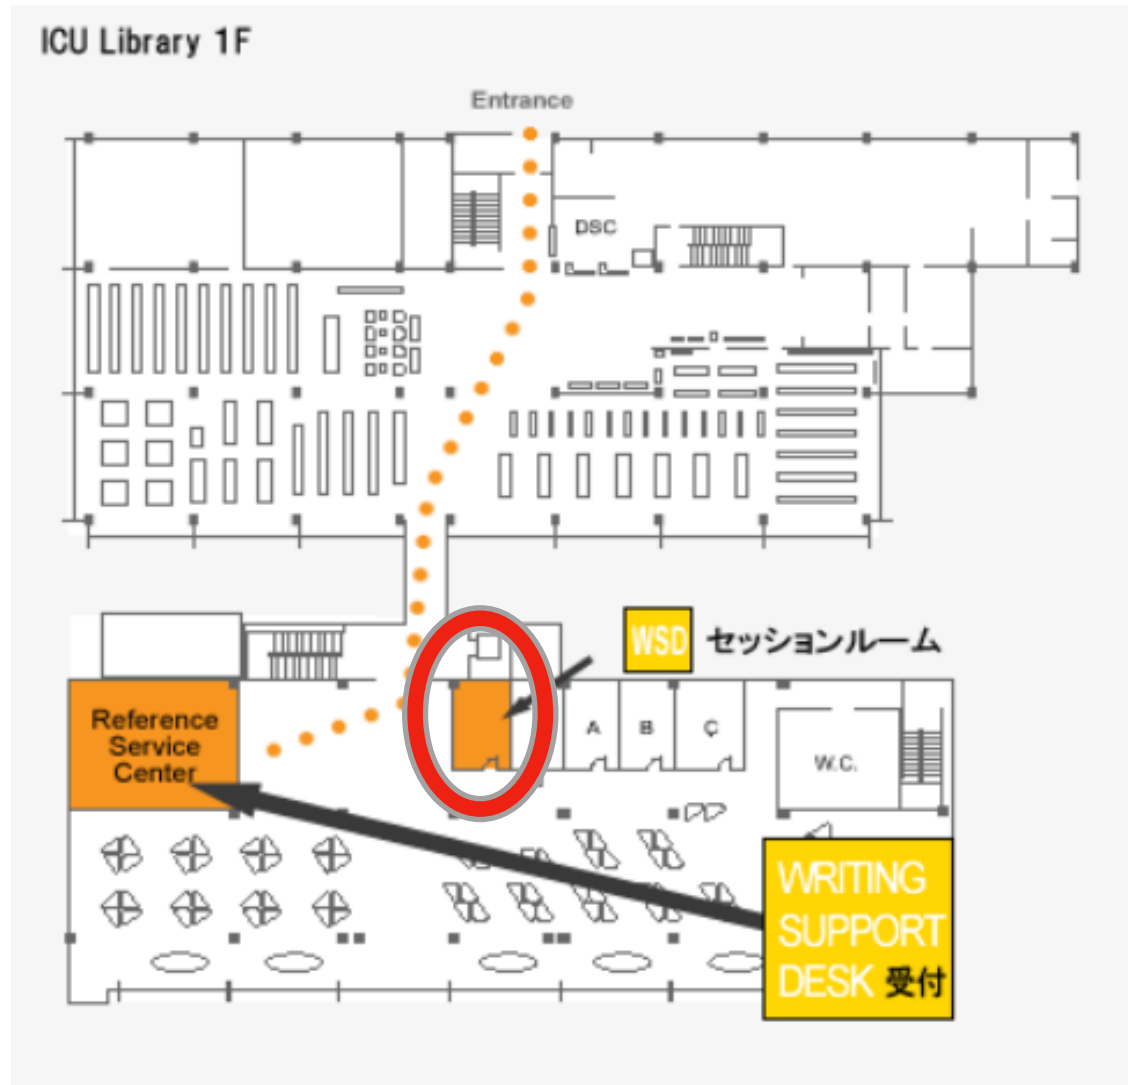 ICU Library 1F
Entrance
DSC
WSD セッションルーム
Reference
Service
Center
A
B
C
W.C.
WRITING
SUPPORT
DESK 受付